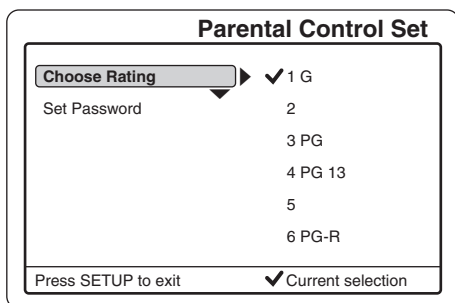 Parental Control Set
Choose Rating
Set Password
✔1 G
2
3 PG
4 PG 13
5
6 PG-R
Press SETUP to exit
✔Current selection